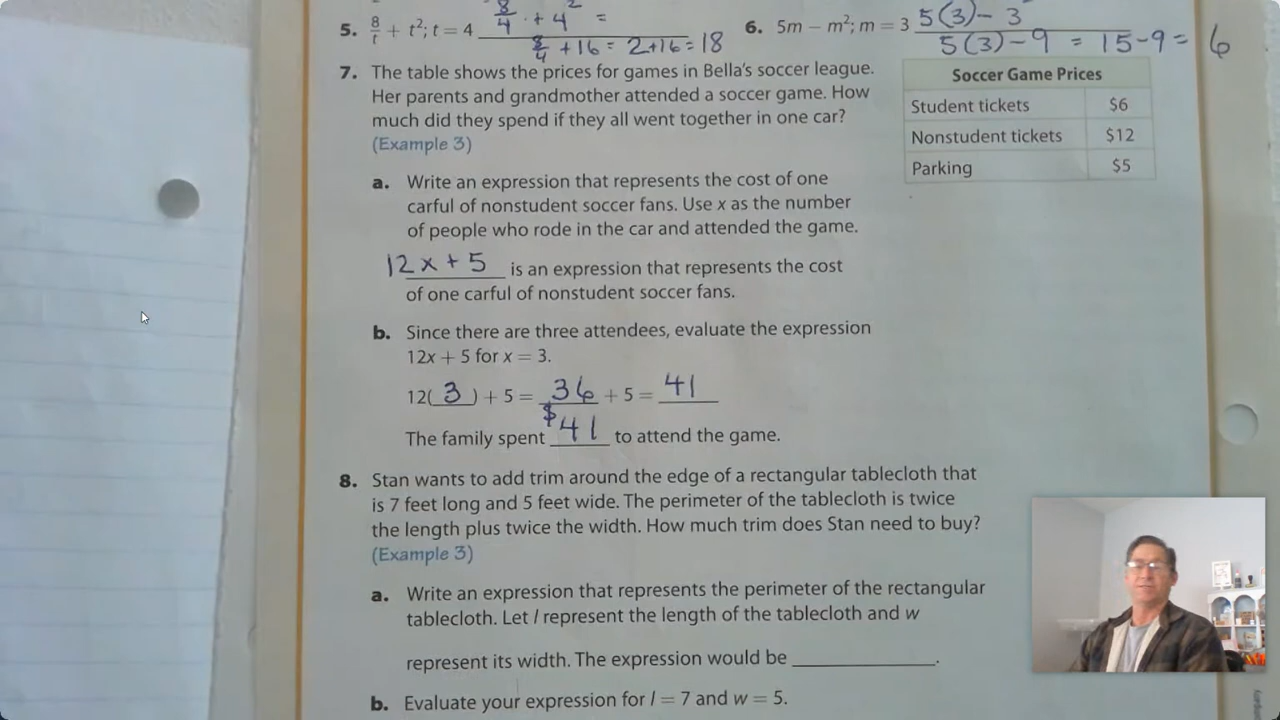 5. 8/t + t²; t = 4 8/4 + 4² =
8/4 + 16 = 2+16 = 18
6. 5m − m²; m = 3 5(3) − 3
5(3) − 9 = 15 − 9 = 6
7. The table shows the prices for games in Bella's soccer league.
Her parents and grandmother attended a soccer game. How
much did they spend if they all went together in one car?
(Example 3)
Soccer Game Prices
Student tickets $6
Nonstudent tickets $12
Parking $5
a. Write an expression that represents the cost of one
carful of nonstudent soccer fans. Use x as the number
of people who rode in the car and attended the game.
12x + 5 is an expression that represents the cost
of one carful of nonstudent soccer fans.
b. Since there are three attendees, evaluate the expression
12x + 5 for x = 3.
12( 3 ) + 5 = 36 + 5 = 41
The family spent $41 to attend the game.
8. Stan wants to add trim around the edge of a rectangular tablecloth that
is 7 feet long and 5 feet wide. The perimeter of the tablecloth is twice
the length plus twice the width. How much trim does Stan need to buy?
(Example 3)
a. Write an expression that represents the perimeter of the rectangular
tablecloth. Let l represent the length of the tablecloth and w
represent its width. The expression would be ______________.
b. Evaluate your expression for l = 7 and w = 5.